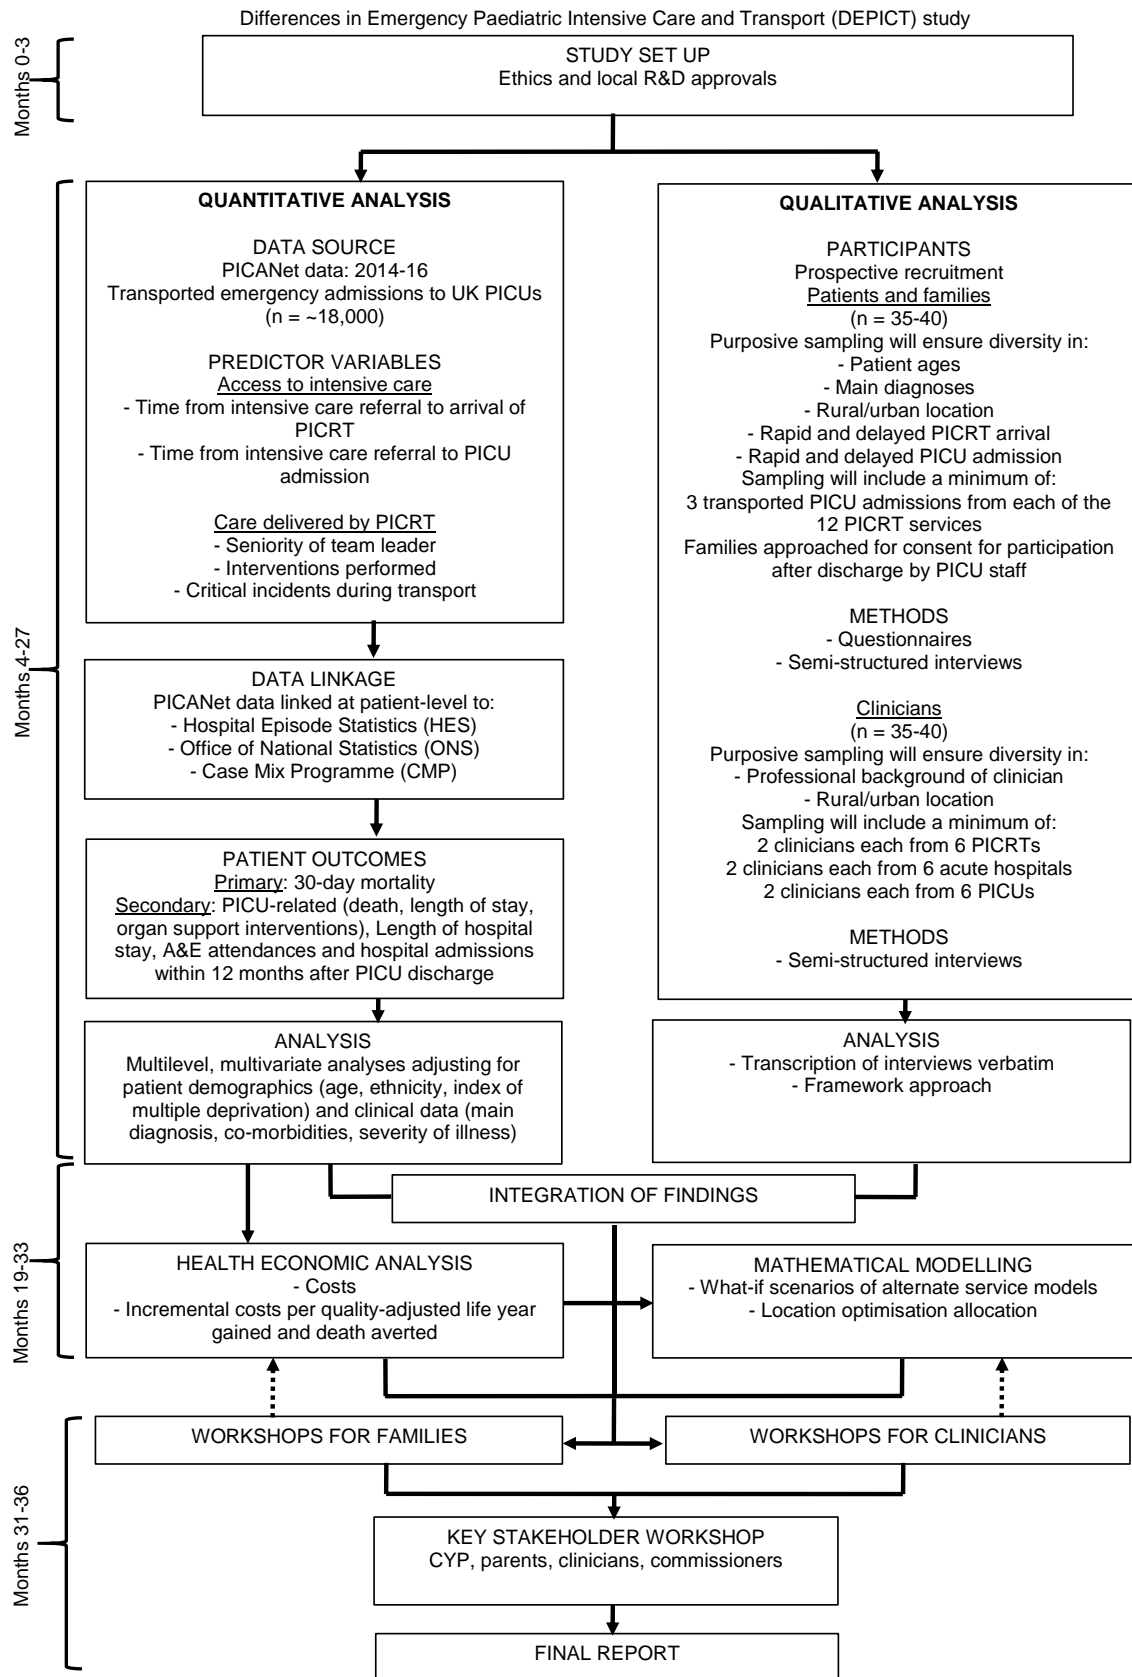 Differences in Emergency Paediatric Intensive Care and Transport (DEPICT) study
Months 0-3
STUDY SET UP
Ethics and local R&D approvals
Months 4-27
QUANTITATIVE ANALYSIS
DATA SOURCE
PICANet data: 2014-16
Transported emergency admissions to UK PICUs
(n = ~18,000)
PREDICTOR VARIABLES
Access to intensive care
- Time from intensive care referral to arrival of
PICRT
- Time from intensive care referral to PICU
admission
Care delivered by PICRT
- Seniority of team leader
- Interventions performed
- Critical incidents during transport
DATA LINKAGE
PICANet data linked at patient-level to:
- Hospital Episode Statistics (HES)
- Office of National Statistics (ONS)
- Case Mix Programme (CMP)
PATIENT OUTCOMES
Primary: 30-day mortality
Secondary: PICU-related (death, length of stay,
organ support interventions), Length of hospital
stay, A&E attendances and hospital admissions
within 12 months after PICU discharge
ANALYSIS
Multilevel, multivariate analyses adjusting for
patient demographics (age, ethnicity, index of
multiple deprivation) and clinical data (main
diagnosis, co-morbidities, severity of illness)
QUALITATIVE ANALYSIS
PARTICIPANTS
Prospective recruitment
Patients and families
(n = 35-40)
Purposive sampling will ensure diversity in:
- Patient ages
- Main diagnoses
- Rural/urban location
- Rapid and delayed PICRT arrival
- Rapid and delayed PICU admission
Sampling will include a minimum of:
3 transported PICU admissions from each of the
12 PICRT services
Families approached for consent for participation
after discharge by PICU staff
METHODS
- Questionnaires
- Semi-structured interviews
Clinicians
(n = 35-40)
Purposive sampling will ensure diversity in:
- Professional background of clinician
- Rural/urban location
Sampling will include a minimum of:
2 clinicians each from 6 PICRTs
2 clinicians each from 6 acute hospitals
2 clinicians each from 6 PICUs
METHODS
- Semi-structured interviews
ANALYSIS
- Transcription of interviews verbatim
- Framework approach
Months 19-33
INTEGRATION OF FINDINGS
HEALTH ECONOMIC ANALYSIS
- Costs
- Incremental costs per quality-adjusted life year
gained and death averted
MATHEMATICAL MODELLING
- What-if scenarios of alternate service models
- Location optimisation allocation
Months 31-36
WORKSHOPS FOR FAMILIES
WORKSHOPS FOR CLINICIANS
KEY STAKEHOLDER WORKSHOP
CYP, parents, clinicians, commissioners
FINAL REPORT